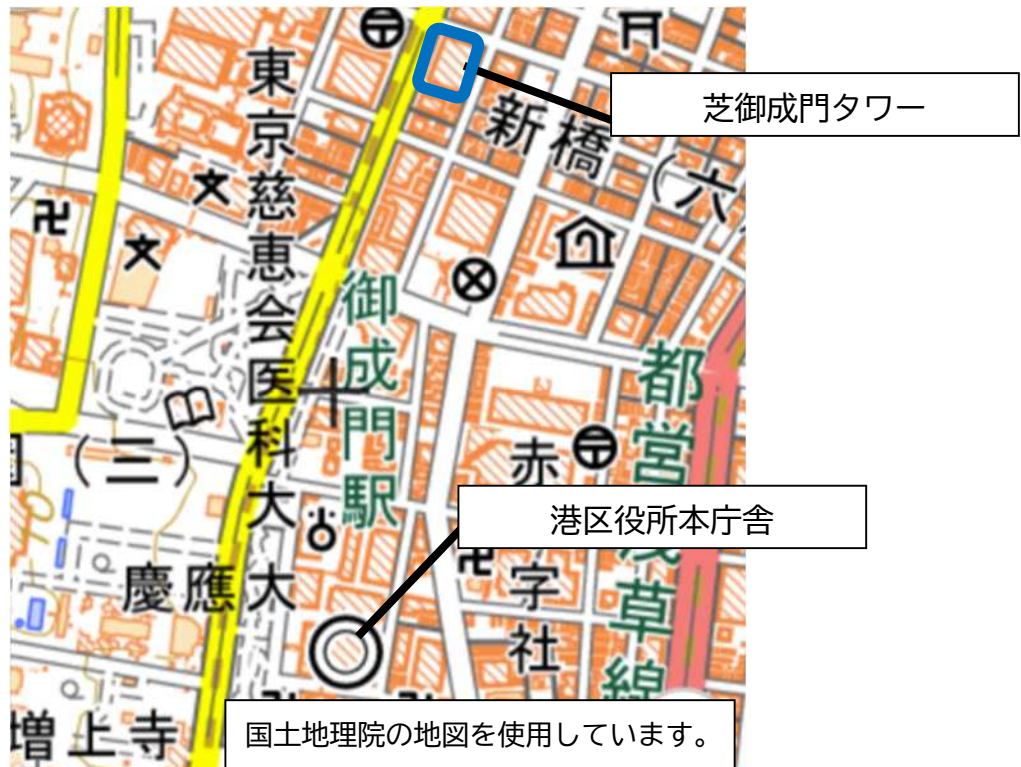 芝御成門タワー
新橋(六
東京慈恵会医科大
御成門駅
都営浅草線
(三)
赤
港区役所本庁舎
慶應大
字社
増上寺
国土地理院の地図を使用しています。